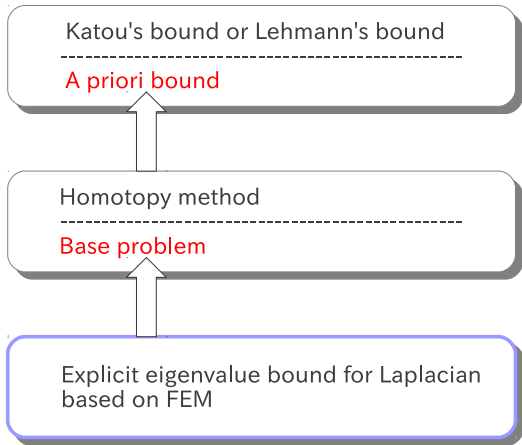 Katou's bound or Lehmann's bound
A priori bound
Homotopy method
Base problem
Explicit eigenvalue bound for Laplacian
based on FEM